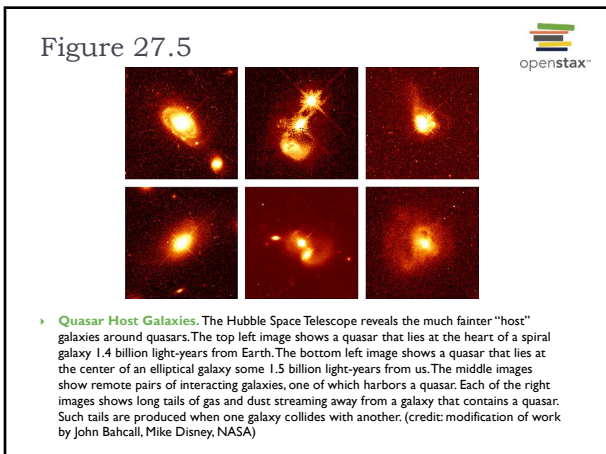 Figure 27.5
openstax™
Quasar Host Galaxies. The Hubble Space Telescope reveals the much fainter “host”
galaxies around quasars. The top left image shows a quasar that lies at the heart of a spiral
galaxy 1.4 billion light-years from Earth. The bottom left image shows a quasar that lies at
the center of an elliptical galaxy some 1.5 billion light-years from us. The middle images
show remote pairs of interacting galaxies, one of which harbors a quasar. Each of the right
images shows long tails of gas and dust streaming away from a galaxy that contains a quasar.
Such tails are produced when one galaxy collides with another. (credit: modification of work
by John Bahcall, Mike Disney, NASA)